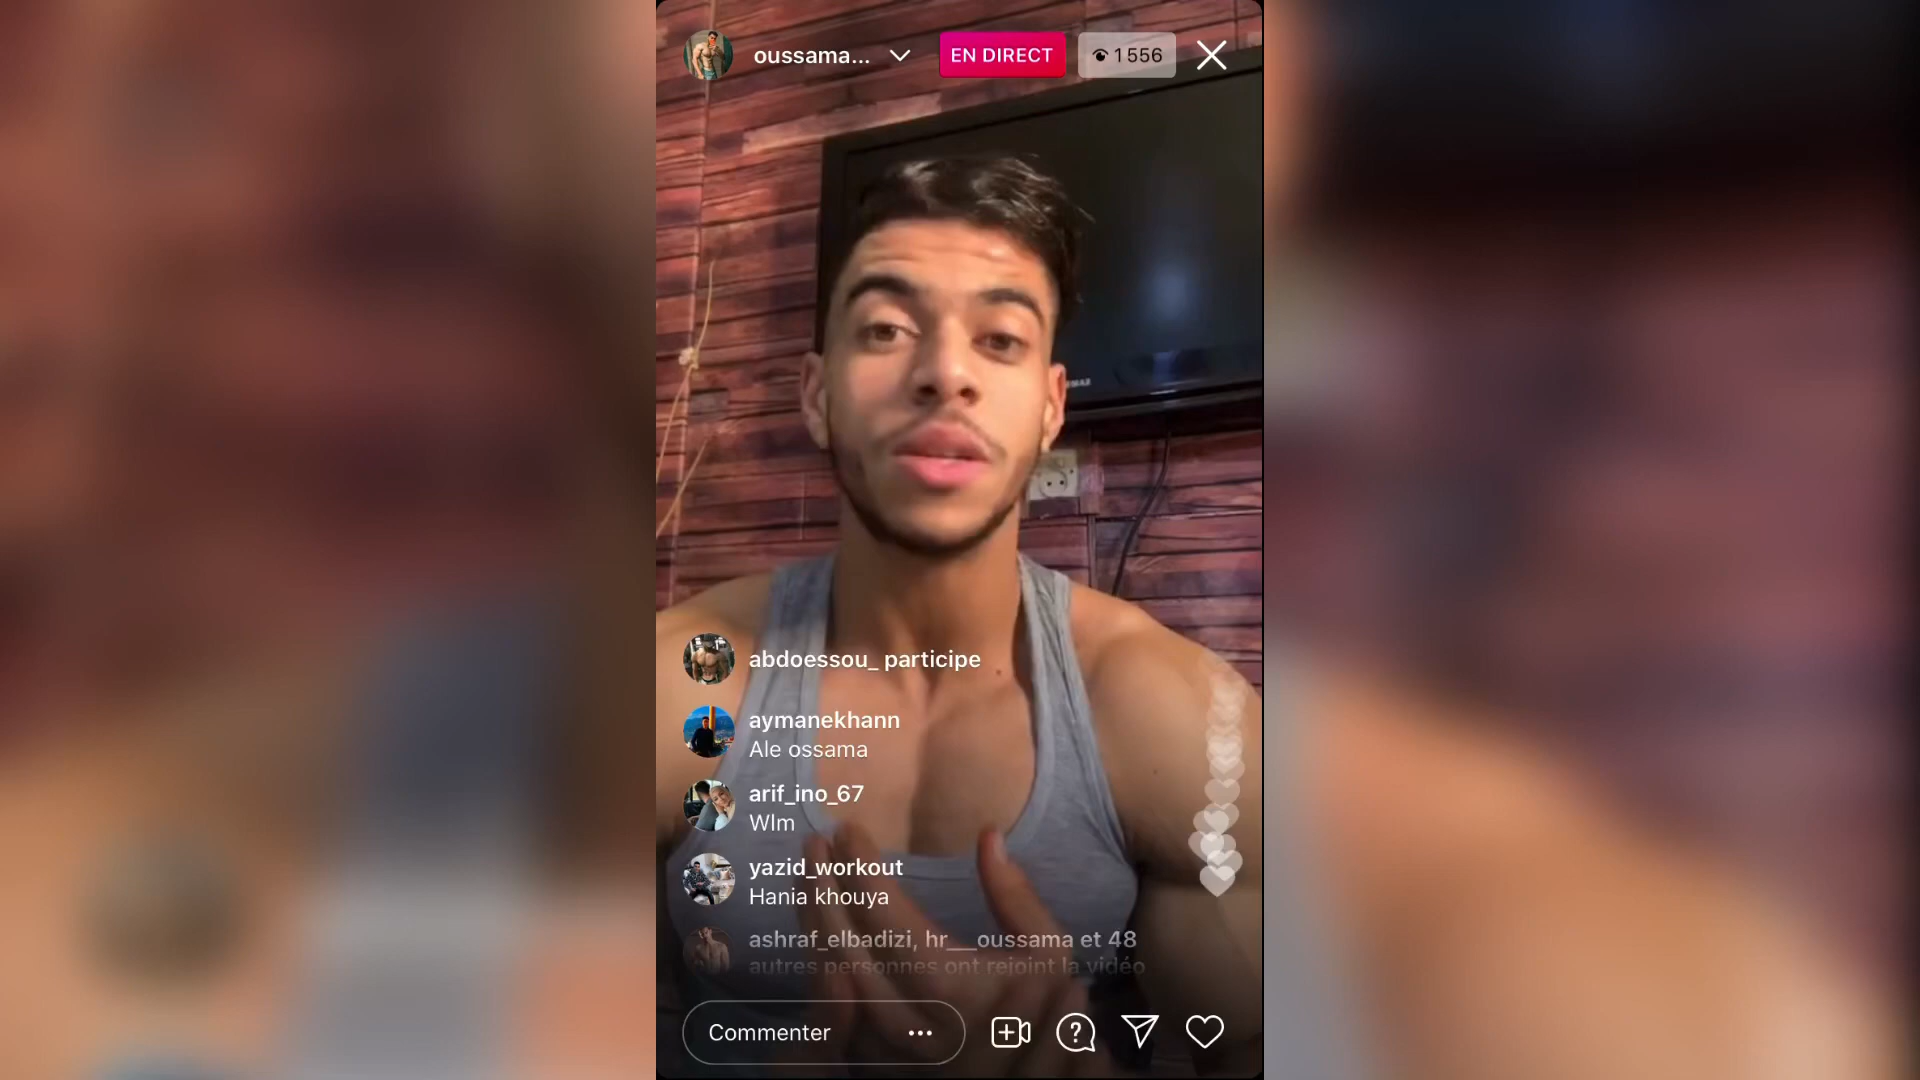 oussama...
EN DIRECT
1 556
abdoessou_ participe
aymanekhann
Ale ossama
arif_ino_67
Wlm
yazid_workout
Hania khouya
ashraf_elbadizi, hr___oussama et 48
autres personnes ont rejoint la vidéo
Commenter